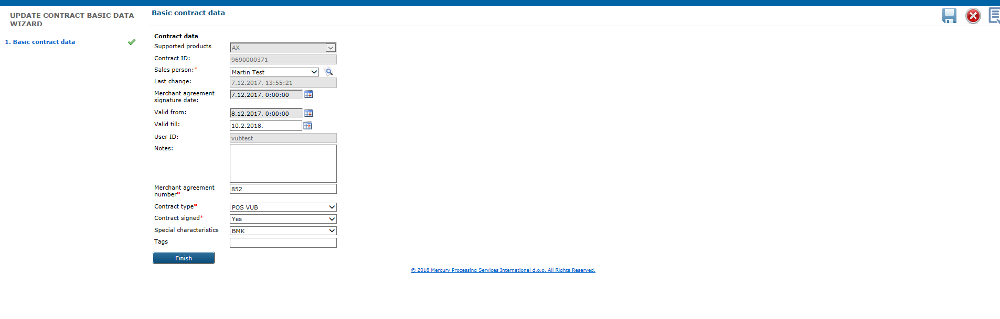 UPDATE CONTRACT BASIC DATA
WIZARD
1. Basic contract data
Basic contract data
Contract data
Supported products AX
Contract ID: 9690000371
Sales person:* Martin Test
Last change: 7.12.2017. 13:55:21
Merchant agreement
signature date: 7.12.2017. 0:00:00
Valid from: 8.12.2017. 0:00:00
Valid till: 10.2.2018.
User ID: vubtest
Notes:
Merchant agreement
number* 852
Contract type* POS VUB
Contract signed* Yes
Special characteristics BMK
Tags
Finish
© 2018 Mercury Processing Services International d.o.o. All Rights Reserved.